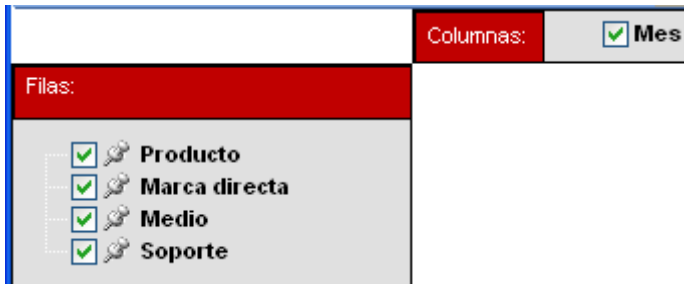 Columnas:
Mes
Filas:
Producto
Marca directa
Medio
Soporte